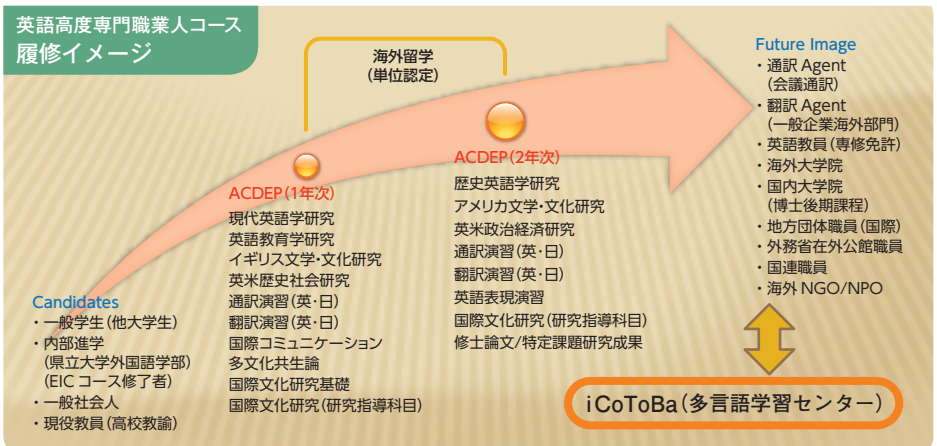 英語高度専門職業人コース
履修イメージ
海外留学
(単位認定)
Candidates
・一般学生(他大学生)
・内部進学
(県立大学外国語学部)
(EIC コース修了者)
・一般社会人
・現役教員(高校教諭)
ACDEP(1年次)
現代英語学研究
英語教育学研究
イギリス文学・文化研究
英米歴史社会研究
通訳演習(英・日)
翻訳演習(英・日)
国際コミュニケーション
多文化共生論
国際文化研究基礎
国際文化研究(研究指導科目)
ACDEP(2年次)
歴史英語学研究
アメリカ文学・文化研究
英米政治経済研究
通訳演習(英・日)
翻訳演習(英・日)
英語表現演習
国際文化研究(研究指導科目)
修士論文/特定課題研究成果
Future Image
・通訳 Agent
(会議通訳)
・翻訳 Agent
(一般企業海外部門)
・英語教員(専修免許)
・海外大学院
・国内大学院
(博士後期課程)
・地方団体職員(国際)
・外務省在外公館職員
・国連職員
・海外 NGO/NPO
iCoToBa(多言語学習センター)